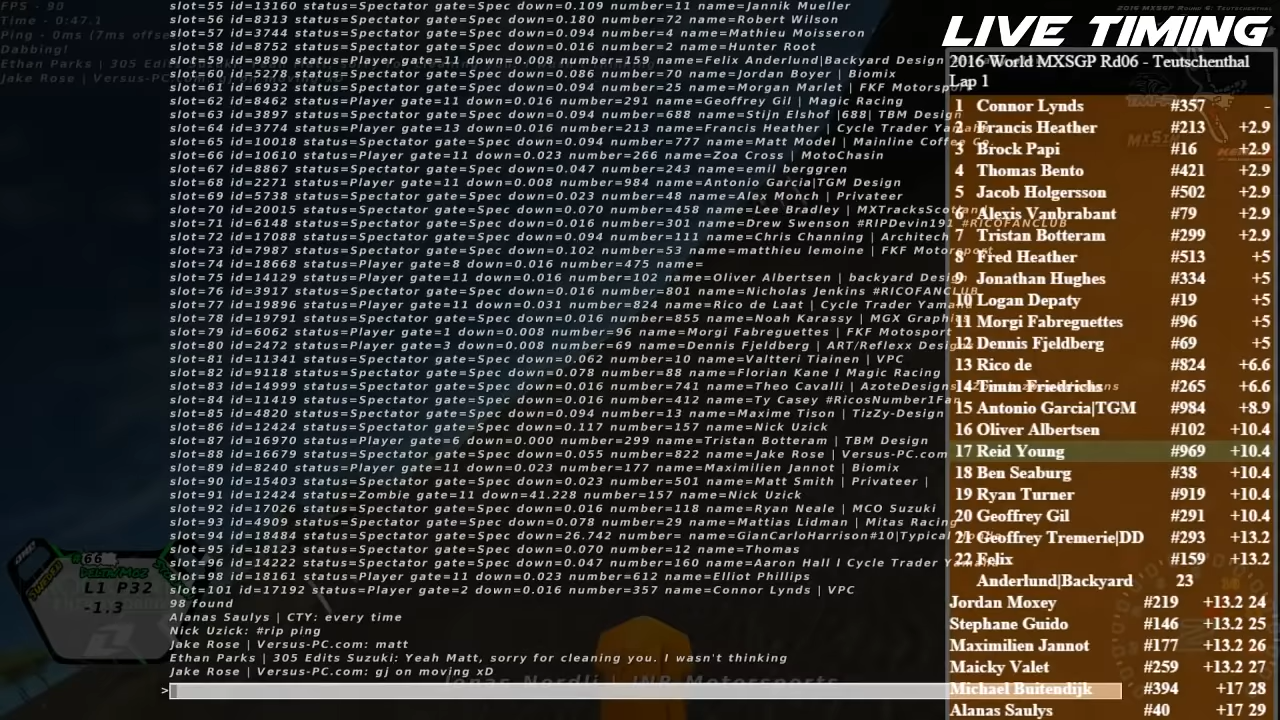 FPS - 90
Time - 0:47.1
Ping - 0ms (7ms offse
Dabbing!
Ethan Parks | 305 Edits
Jake Rose | Versus-PC.com:
slot=55 id=13160 status=Spectator gate=Spec down=0.109 number=11 name=Jannik Mueller
slot=56 id=8313 status=Spectator gate=Spec down=0.180 number=72 name=Robert Wilson
slot=57 id=3744 status=Spectator gate=Spec down=0.094 number=4 name=Mathieu Moisseron
slot=58 id=8752 status=Spectator gate=Spec down=0.016 number=2 name=Hunter Root
slot=59 id=9890 status=Player gate=11 down=0.008 number=159 name=Felix Anderlund|Backyard Design
slot=60 id=5275 status=Spectator gate=Spec down=0.086 number=70 name=Jordan Boyer | Biomix
slot=61 id=8932 status=Spectator gate=Spec down=0.094 number=25 name=Morgan Marlet | FKF Motorsport
slot=62 id=8462 status=Player gate=11 down=0.016 number=291 name=Geoffrey Gil | Magic Racing
slot=63 id=3897 status=Spectator gate=Spec down=0.094 number=688 name=Stijn Elshof |688| TBM Design
slot=64 id=3774 status=Player gate=13 down=0.016 number=213 name=Francis Heather | Cycle Trader Yamaha
slot=65 id=1018 status=Spectator gate=Spec down=0.094 number=777 name=Matt Model | Mainline Coffee Co.
slot=66 id=10610 status=Player gate=11 down=0.023 number=266 name=Zoa Cross | MotoChasin
slot=67 id=8867 status=Spectator gate=Spec down=0.047 number=243 name=emil berggren
slot=68 id=2271 status=Player gate=11 down=0.008 number=984 name=Antonio Garcia|TGM Design
slot=69 id=5738 status=Spectator gate=Spec down=0.023 number=48 name=Alex Monch | Privateer
slot=70 id=20015 status=Spectator gate=Spec down=0.070 number=458 name=Lee Bradley | MXTracksScotland
slot=71 id=6148 status=Spectator gate=Spec down=0.016 number=301 name=Drew Swenson #RIPDevin191 #RICOFANCLUB
slot=72 id=17098 status=Spectator gate=Spec down=0.094 number=111 name=Chris Channing | Architech
slot=73 id=7987 status=Spectator gate=Spec down=0.102 number=53 name=matthieu lemoine | FKF Motorsport
slot=74 id=18658 status=Player gate=8 down=0.016 number=475 name=
slot=75 id=14129 status=Player gate=11 down=0.016 number=102 name=Oliver Albertsen | backyard Design
slot=76 id=3917 status=Spectator gate=Spec down=0.016 number=801 name=Nicholas Jenkins #RICOFANCLUB
slot=77 id=19896 status=Player gate=11 down=0.031 number=824 name=Rico de Laat | Cycle Trader Yamaha
slot=78 id=19791 status=Spectator gate=Spec down=0.016 number=855 name=Noah Karassy | MGX Graphics
slot=79 id=6062 status=Player gate=1 down=0.008 number=96 name=Morgi Fabreguettes | FKF Motosport
slot=80 id=2472 status=Player gate=3 down=0.008 number=69 name=Dennis Fjeldberg | ART/Reflexx Design
slot=81 id=11341 status=Spectator gate=Spec down=0.062 number=10 name=Valtteri Tiainen | VPC
slot=82 id=9118 status=Spectator gate=Spec down=0.078 number=88 name=Florian Kane I Magic Racing
slot=83 id=14999 status=Spectator gate=Spec down=0.016 number=741 name=Theo Cavalli | AzoteDesigns
slot=84 id=11419 status=Spectator gate=Spec down=0.016 number=412 name=Ty Casey #RicosNumber1Fan
slot=85 id=4820 status=Spectator gate=Spec down=0.094 number=13 name=Maxime Tison | TizZy-Design
slot=86 id=12424 status=Spectator gate=Spec down=0.117 number=157 name=Nick Uzick
slot=87 id=16970 status=Player gate=6 down=0.000 number=299 name=Tristan Botteram | TBM Design
slot=88 id=16679 status=Spectator gate=Spec down=0.055 number=822 name=Jake Rose | Versus-PC.com
slot=89 id=8240 status=Player gate=11 down=0.023 number=177 name=Maximilien Jannot | Biomix
slot=90 id=15409 status=Spectator gate=Spec down=0.023 number=501 name=Matt Smith | Privateer |
slot=91 id=12424 status=Zombie gate=11 down=41.228 number=157 name=Nick Uzick
slot=92 id=17026 status=Spectator gate=Spec down=0.016 number=118 name=Ryan Neale | MCO Suzuki
slot=93 id=4909 status=Spectator gate=Spec down=0.078 number=29 name=Mattias Lidman | Mitas Racing
slot=94 id=18484 status=Spectator gate=Spec down=26.742 number= name=GianCarloHarrison#10|Typical
slot=95 id=18123 status=Spectator gate=Spec down=0.070 number=12 name=Thomas
slot=96 id=14222 status=Spectator gate=Spec down=0.047 number=160 name=Aaron Hall I Cycle Trader Yamaha
slot=98 id=18161 status=Player gate=11 down=0.023 number=612 name=Elliot Phillips
slot=101 id=17192 status=Player gate=2 down=0.016 number=357 name=Connor Lynds | VPC
98 found
Alanas Saulys | CTY: every time
Nick Uzick: #rip ping
Jake Rose | Versus-PC.com: matt
Ethan Parks | 305 Edits Suzuki: Yeah Matt, sorry for cleaning you. I wasn't thinking
Jake Rose | Versus-PC.com: gj on moving xD
>
Jonas Nordli | JNR Motorsports
#66
L1 P32
-1.3
2016 MXSGP Round 6: Teutschenthal
LIVE TIMING
2016 World MXSGP Rd06 - Teutschenthal
Lap 1
1 Connor Lynds #357 -
2 Francis Heather #213 +2.9
3 Brock Papi #16 +2.9
4 Thomas Bento #421 +2.9
5 Jacob Holgersson #502 +2.9
6 Alexis Vanbrabant #79 +2.9
7 Tristan Botteram #299 +2.9
8 Fred Heather #513 +5
9 Jonathan Hughes #334 +5
10 Logan Depaty #19 +5
11 Morgi Fabreguettes #96 +5
12 Dennis Fjeldberg #69 +5
13 Rico de #824 +6.6
14 Timm Friedrichs #265 +6.6
15 Antonio Garcia|TGM #984 +8.9
16 Oliver Albertsen #102 +10.4
17 Reid Young #969 +10.4
18 Ben Seaburg #38 +10.4
19 Ryan Turner #919 +10.4
20 Geoffrey Gil #291 +10.4
21 Geoffrey Tremerie|DD #293 +13.2
22 Felix #159 +13.2
Anderlund|Backyard 23
Jordan Moxey #219 +13.2 24
Stephane Guido #146 +13.2 25
Maximilien Jannot #177 +13.2 26
Maicky Valet #259 +13.2 27
Michael Buitendijk #394 +17 28
Alanas Saulys #40 +17 29